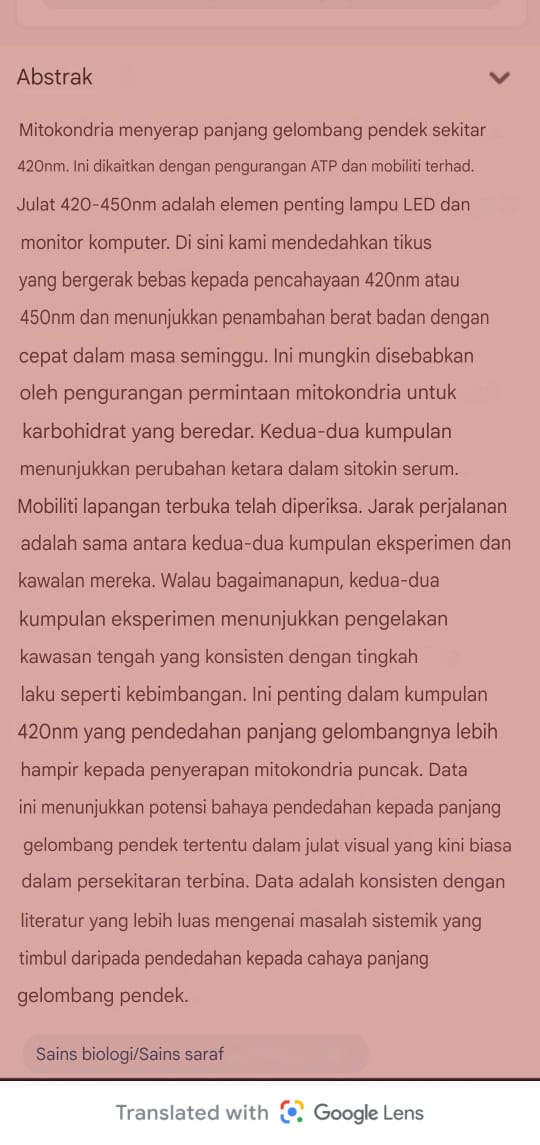 Abstrak
Mitokondria menyerap panjang gelombang pendek sekitar
420nm. Ini dikaitkan dengan pengurangan ATP dan mobiliti terhad.
Julat 420-450nm adalah elemen penting lampu LED dan
monitor komputer. Di sini kami mendedahkan tikus
yang bergerak bebas kepada pencahayaan 420nm atau
450nm dan menunjukkan penambahan berat badan dengan
cepat dalam masa seminggu. Ini mungkin disebabkan
oleh pengurangan permintaan mitokondria untuk
karbohidrat yang beredar. Kedua-dua kumpulan
menunjukkan perubahan ketara dalam sitokin serum.
Mobiliti lapangan terbuka telah diperiksa. Jarak perjalanan
adalah sama antara kedua-dua kumpulan eksperimen dan
kawalan mereka. Walau bagaimanapun, kedua-dua
kumpulan eksperimen menunjukkan pengelakan
kawasan tengah yang konsisten dengan tingkah
laku seperti kebimbangan. Ini penting dalam kumpulan
420nm yang pendedahan panjang gelombangnya lebih
hampir kepada penyerapan mitokondria puncak. Data
ini menunjukkan potensi bahaya pendedahan kepada panjang
gelombang pendek tertentu dalam julat visual yang kini biasa
dalam persekitaran terbina. Data adalah konsisten dengan
literatur yang lebih luas mengenai masalah sistemik yang
timbul daripada pendedahan kepada cahaya panjang
gelombang pendek.
Sains biologi/Sains saraf
Translated with Google Lens